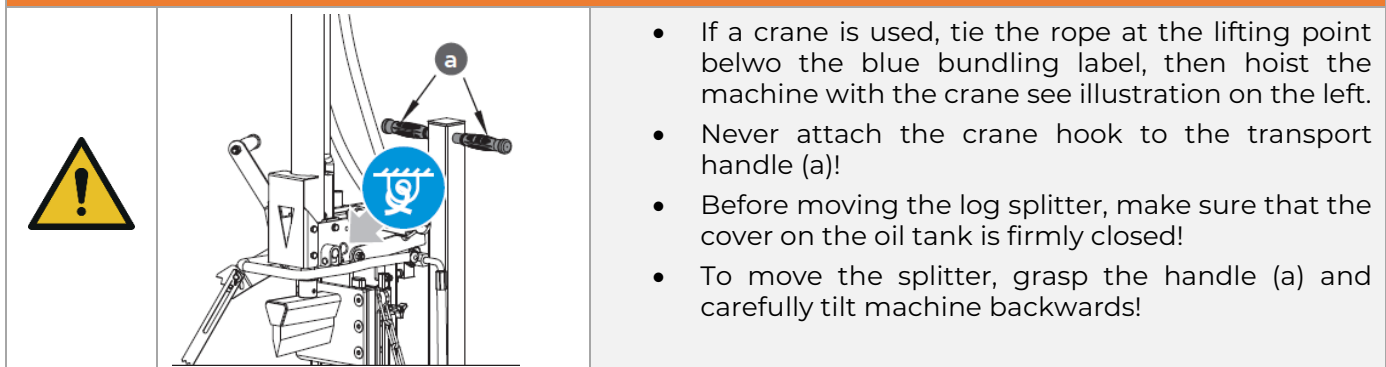 a
• If a crane is used, tie the rope at the lifting point
belwo the blue bundling label, then hoist the
machine with the crane see illustration on the left.
• Never attach the crane hook to the transport
handle (a)!
• Before moving the log splitter, make sure that the
cover on the oil tank is firmly closed!
• To move the splitter, grasp the handle (a) and
carefully tilt machine backwards!